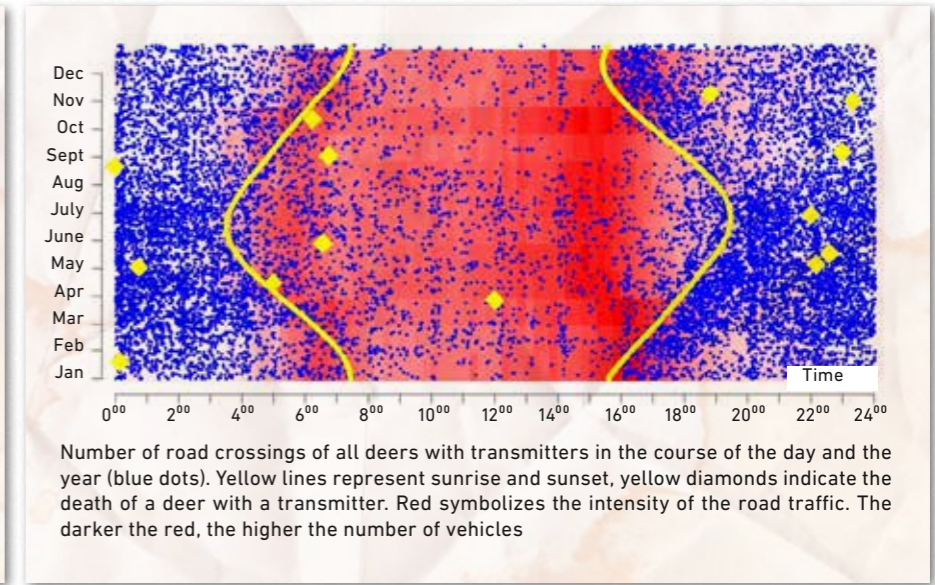 Dec
Nov
Oct
Sept
Aug
July
June
May
Apr
Mar
Feb
Jan
Time
0⁰⁰ 2⁰⁰ 4⁰⁰ 6⁰⁰ 8⁰⁰ 10⁰⁰ 12⁰⁰ 14⁰⁰ 16⁰⁰ 18⁰⁰ 20⁰⁰ 22⁰⁰ 24⁰⁰
Number of road crossings of all deers with transmitters in the course of the day and the
year (blue dots). Yellow lines represent sunrise and sunset, yellow diamonds indicate the
death of a deer with a transmitter. Red symbolizes the intensity of the road traffic. The
darker the red, the higher the number of vehicles